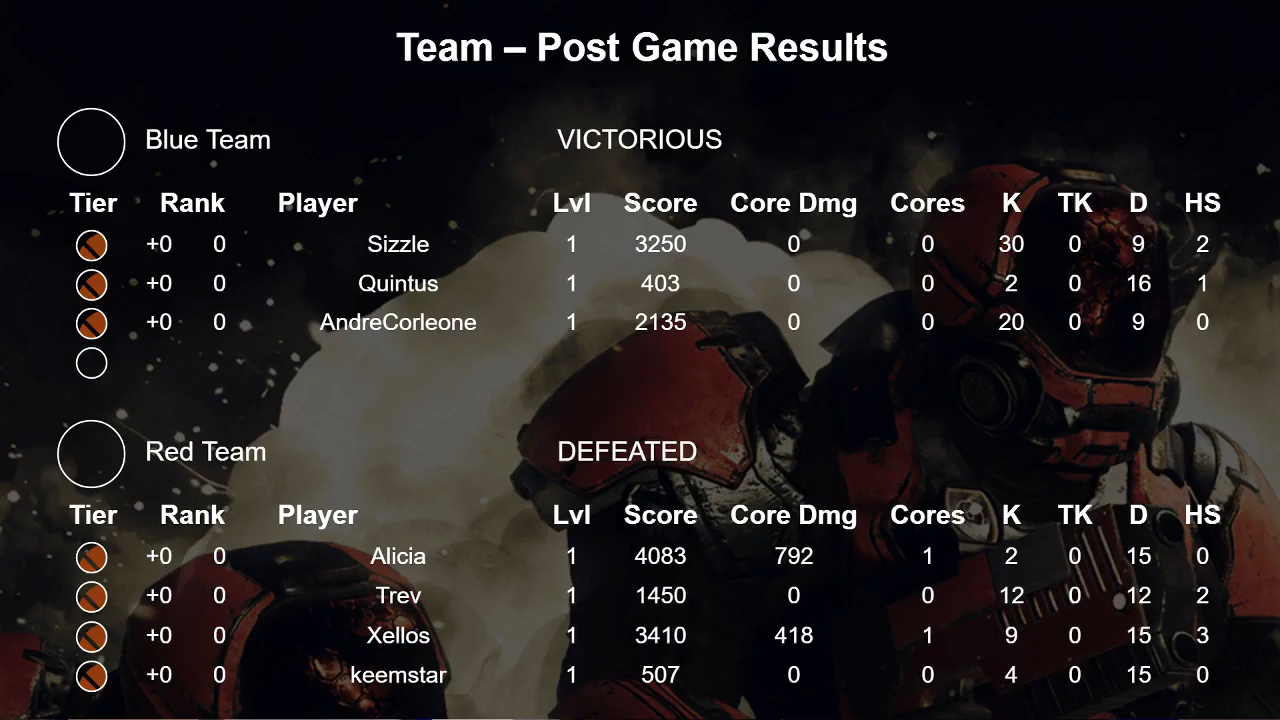 Team – Post Game Results
Blue Team VICTORIOUS
Tier Rank Player Lvl Score Core Dmg Cores K TK D HS
+0 0 Sizzle 1 3250 0 0 30 0 9 2
+0 0 Quintus 1 403 0 0 2 0 16 1
+0 0 AndreCorleone 1 2135 0 0 20 0 9 0
Red Team DEFEATED
Tier Rank Player Lvl Score Core Dmg Cores K TK D HS
+0 0 Alicia 1 4083 792 1 2 0 15 0
+0 0 Trev 1 1450 0 0 12 0 12 2
+0 0 Xellos 1 3410 418 1 9 0 15 3
+0 0 keemstar 1 507 0 0 4 0 15 0